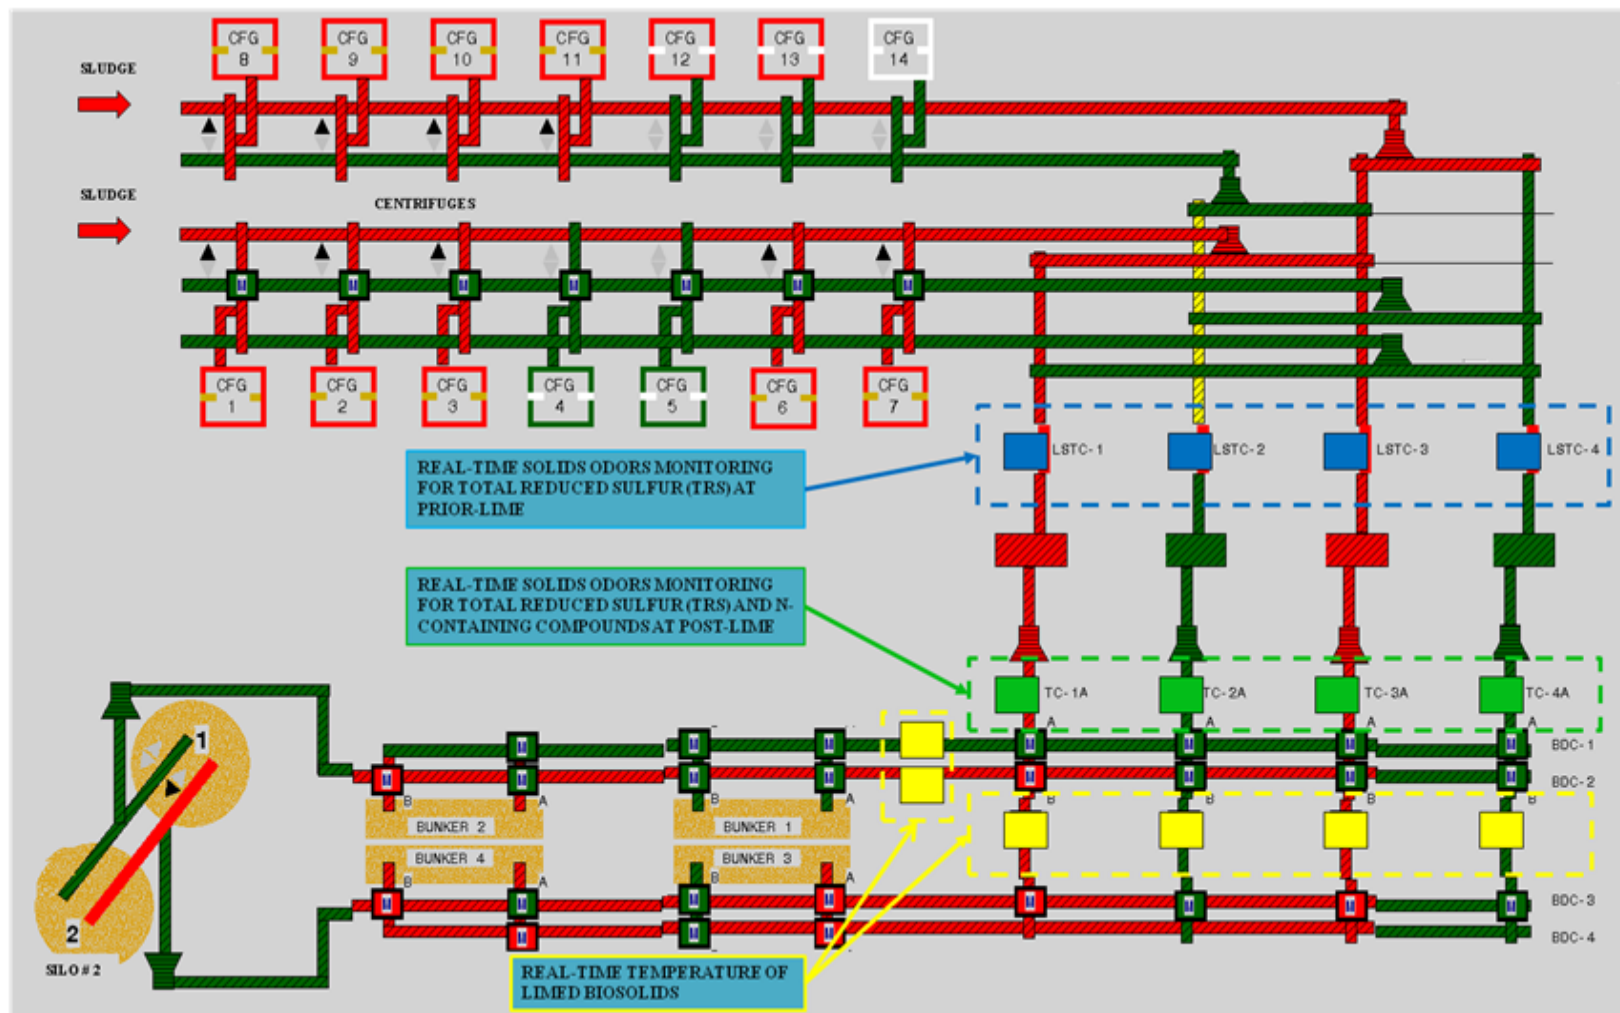 CFG
8
CFG
9
CFG
10
CFG
11
CFG
12
CFG
13
CFG
14
SLUDGE
SLUDGE
CENTRIFUGES
CFG
1
CFG
2
CFG
3
CFG
4
CFG
5
CFG
6
CFG
7
REAL-TIME SOLIDS ODORS MONITORING
FOR TOTAL REDUCED SULFUR (TRS) AT
PRIOR-LIME
LSTC-1
LSTC-2
LSTC-3
LSTC-4
REAL-TIME SOLIDS ODORS MONITORING
FOR TOTAL REDUCED SULFUR (TRS) AND N-
CONTAINING COMPOUNDS AT POST-LIME
TC-1A
TC-2A
TC-3A
TC-4A
A
A
A
A
BDC-1
BDC-2
B
B
B
B
1
B
A
B
A
BUNKER 2
BUNKER 1
BUNKER 4
BUNKER 3
B
A
B
A
BDC-3
BDC-4
2
SILO # 2
REAL-TIME TEMPERATURE OF
LIMED BIOSOLIDS